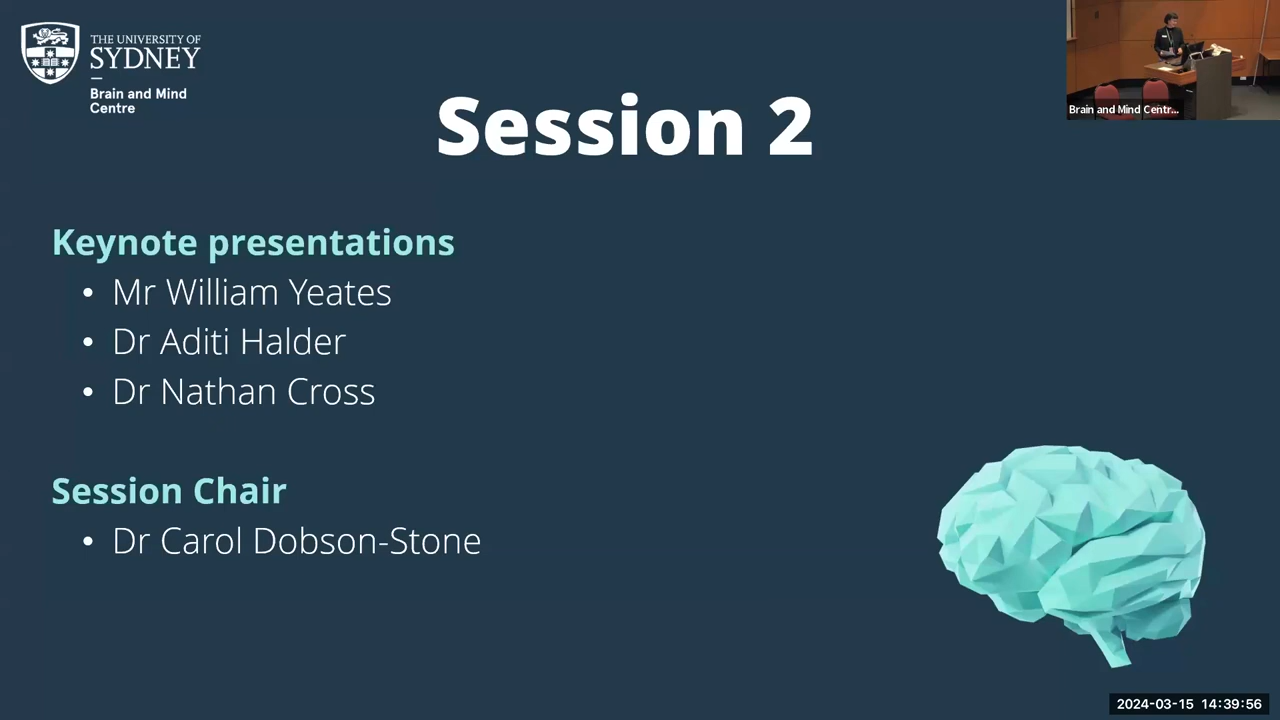 THE UNIVERSITY OF
SYDNEY
Brain and Mind
Centre
Brain and Mind Centr...
Session 2
Keynote presentations
• Mr William Yeates
• Dr Aditi Halder
• Dr Nathan Cross
Session Chair
• Dr Carol Dobson-Stone
2024-03-15 14:39:56